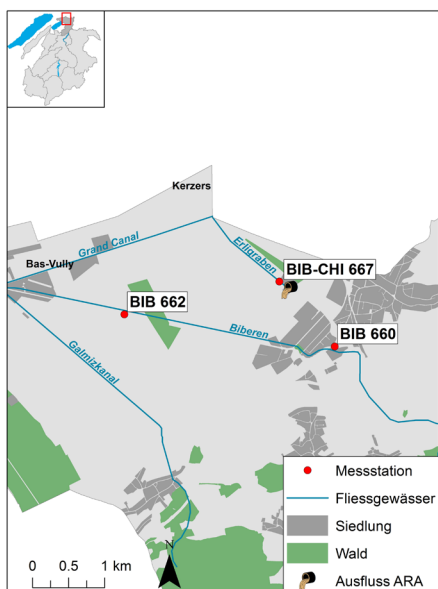 Kerzers
Grand Canal
Erligraben
Bas-Vully
BIB-CHI 667
BIB 662
Biberen
BIB 660
Galmizkanal
Messstation
Fliessgewässer
Siedlung
Wald
Ausfluss ARA
N
0 0.5 1 km